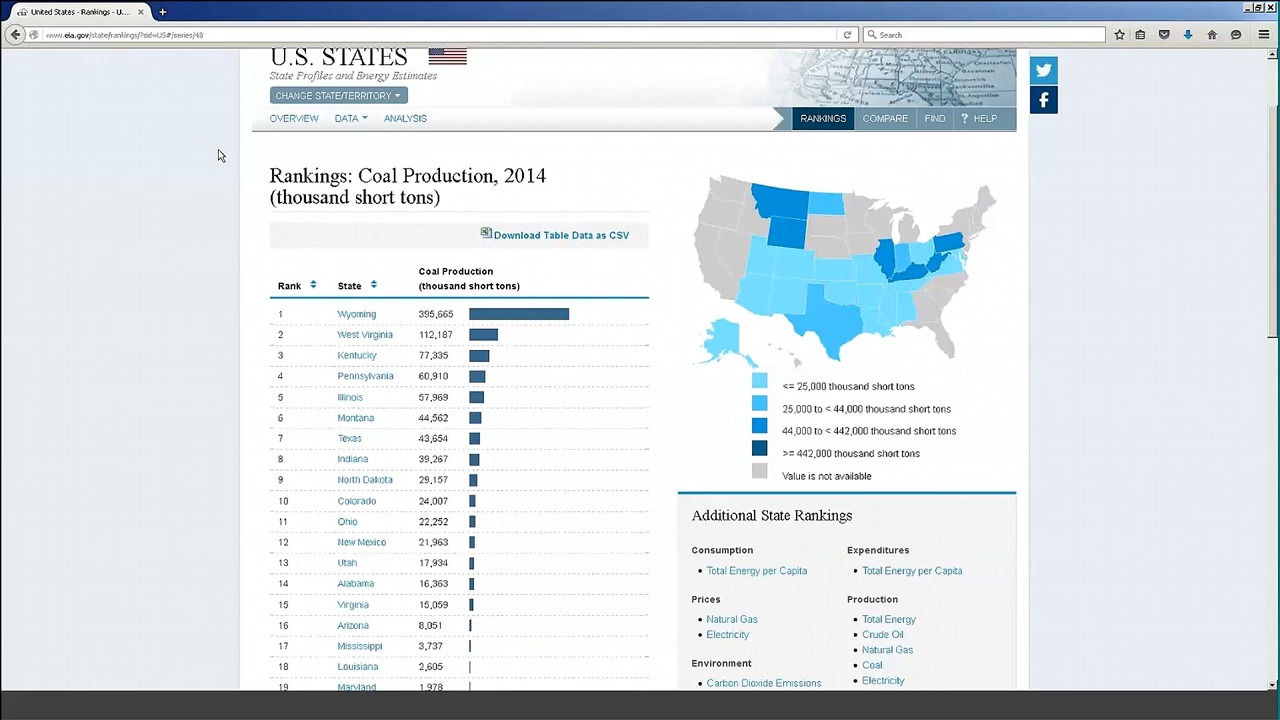 United States - Rankings - U....
www.eia.gov/state/rankings/?sid=US#/series/48
Search
U.S. STATES
State Profiles and Energy Estimates
CHANGE STATE/TERRITORY
OVERVIEW DATA ANALYSIS
RANKINGS COMPARE FIND ? HELP
Rankings: Coal Production, 2014
(thousand short tons)
Download Table Data as CSV
Rank State Coal Production
(thousand short tons)
1 Wyoming 395,665
2 West Virginia 112,187
3 Kentucky 77,335
4 Pennsylvania 60,910
5 Illinois 57,969
6 Montana 44,562
7 Texas 43,654
8 Indiana 39,267
9 North Dakota 29,157
10 Colorado 24,007
11 Ohio 22,252
12 New Mexico 21,963
13 Utah 17,934
14 Alabama 16,363
15 Virginia 15,059
16 Arizona 8,051
17 Mississippi 3,737
18 Louisiana 2,605
19 Maryland 1,978
<= 25,000 thousand short tons
25,000 to < 44,000 thousand short tons
44,000 to < 442,000 thousand short tons
>= 442,000 thousand short tons
Value is not available
Additional State Rankings
Consumption
• Total Energy per Capita
Prices
• Natural Gas
• Electricity
Environment
• Carbon Dioxide Emissions
Expenditures
• Total Energy per Capita
Production
• Total Energy
• Crude Oil
• Natural Gas
• Coal
• Electricity